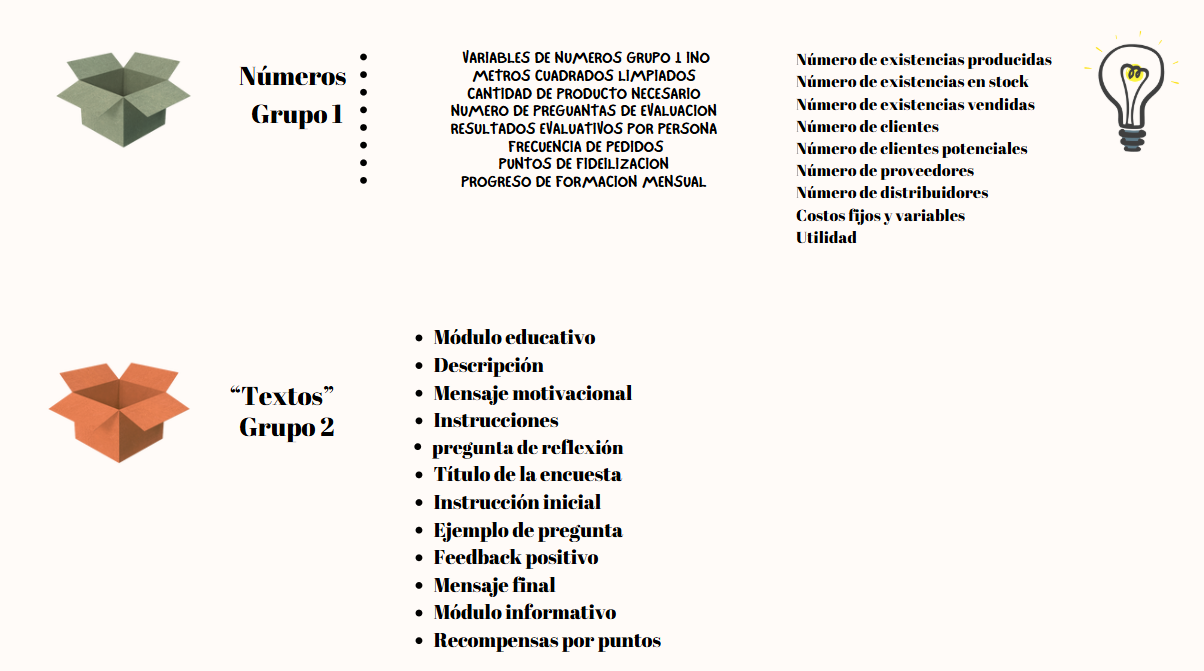 Números
Grupo 1
VARIABLES DE NUMEROS GRUPO 1 INO
METROS CUADRADOS LIMPIADOS
CANTIDAD DE PRODUCTO NECESARIO
NUMERO DE PREGUANTAS DE EVALUACION
RESULTADOS EVALUATIVOS POR PERSONA
FRECUENCIA DE PEDIDOS
PUNTOS DE FIDEILIZACION
PROGRESO DE FORMACION MENSUAL
Número de existencias producidas
Número de existencias en stock
Número de existencias vendidas
Número de clientes
Número de clientes potenciales
Número de proveedores
Número de distribuidores
Costos fijos y variables
Utilidad
“Textos”
Grupo 2
Módulo educativo
Descripción
Mensaje motivacional
Instrucciones
pregunta de reflexión
Título de la encuesta
Instrucción inicial
Ejemplo de pregunta
Feedback positivo
Mensaje final
Módulo informativo
Recompensas por puntos